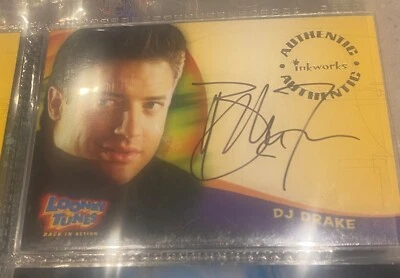 AUTHENTIC
inkworks
AUTHENTIC
LOONEY
TUNES
BACK IN ACTION
DJ DRAKE